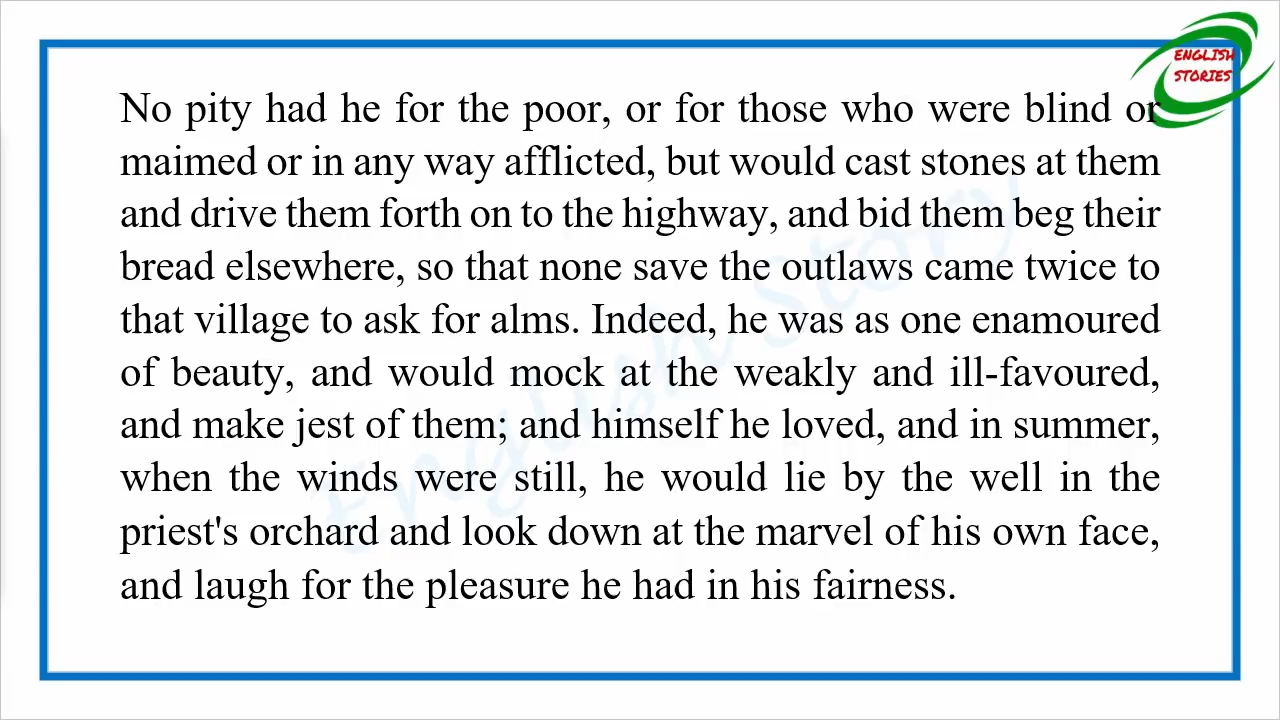 ENGLISH
STORIES
No pity had he for the poor, or for those who were blind or
maimed or in any way afflicted, but would cast stones at them
and drive them forth on to the highway, and bid them beg their
bread elsewhere, so that none save the outlaws came twice to
that village to ask for alms. Indeed, he was as one enamoured
of beauty, and would mock at the weakly and ill-favoured,
and make jest of them; and himself he loved, and in summer,
when the winds were still, he would lie by the well in the
priest's orchard and look down at the marvel of his own face,
and laugh for the pleasure he had in his fairness.
English Story